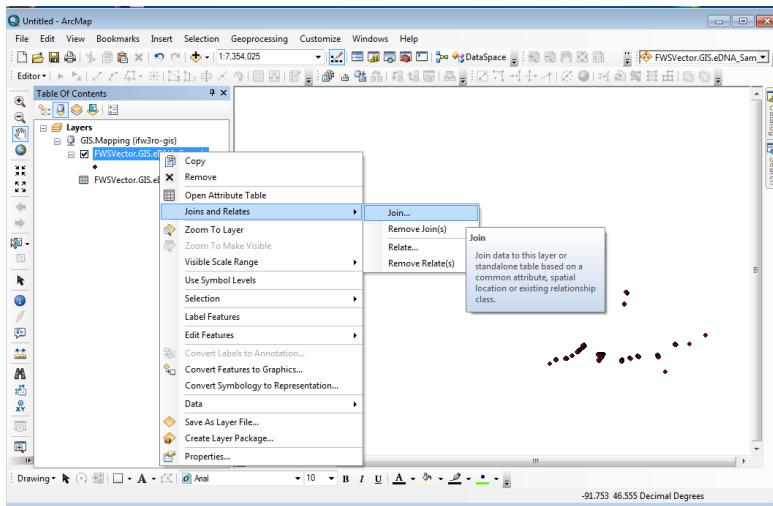 Untitled - ArcMap
File Edit View Bookmarks Insert Selection Geoprocessing Customize Windows Help
1:7,354,025
DataSpace
FWSVector.GIS.eDNA_Sam
Editor
Table Of Contents
Layers
GIS.Mapping (ifw3ro-gis)
FWSVector.GIS.eDNA
FWSVector.GIS.el
Copy
Remove
Open Attribute Table
Joins and Relates
Zoom To Layer
Zoom To Make Visible
Visible Scale Range
Use Symbol Levels
Selection
Label Features
Edit Features
Convert Labels to Annotation...
Convert Features to Graphics...
Convert Symbology to Representation...
Data
Save As Layer File...
Create Layer Package...
Properties...
Join...
Remove Join(s)
Relate...
Remove Relate(s)
Join
Join data to this layer or
standalone table based on a
common attribute, spatial
location or existing relationship
class.
Catalog
Search
Drawing
Arial
10
B I U A
-91.753 46.555 Decimal Degrees